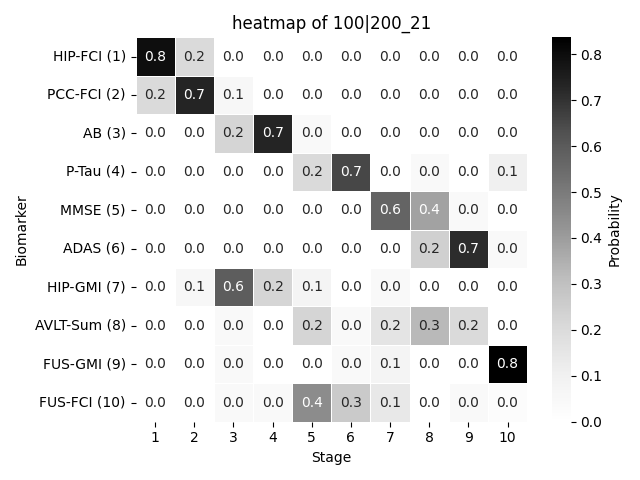 heatmap of 100|200_21
HIP-FCI (1) 0.8 0.2 0.0 0.0 0.0 0.0 0.0 0.0 0.0 0.0
PCC-FCI (2) 0.2 0.7 0.1 0.0 0.0 0.0 0.0 0.0 0.0 0.0
AB (3) 0.0 0.0 0.2 0.7 0.0 0.0 0.0 0.0 0.0 0.0
P-Tau (4) 0.0 0.0 0.0 0.0 0.2 0.7 0.0 0.0 0.0 0.1
MMSE (5) 0.0 0.0 0.0 0.0 0.0 0.0 0.6 0.4 0.0 0.0
ADAS (6) 0.0 0.0 0.0 0.0 0.0 0.0 0.0 0.2 0.7 0.0
HIP-GMI (7) 0.0 0.1 0.6 0.2 0.1 0.0 0.0 0.0 0.0 0.0
AVLT-Sum (8) 0.0 0.0 0.0 0.0 0.2 0.0 0.2 0.3 0.2 0.0
FUS-GMI (9) 0.0 0.0 0.0 0.0 0.0 0.0 0.1 0.0 0.0 0.8
FUS-FCI (10) 0.0 0.0 0.0 0.0 0.4 0.3 0.1 0.0 0.0 0.0
1 2 3 4 5 6 7 8 9 10
Stage
Biomarker
0.8
0.7
0.6
0.5
0.4
0.3
0.2
0.1
0.0
Probability